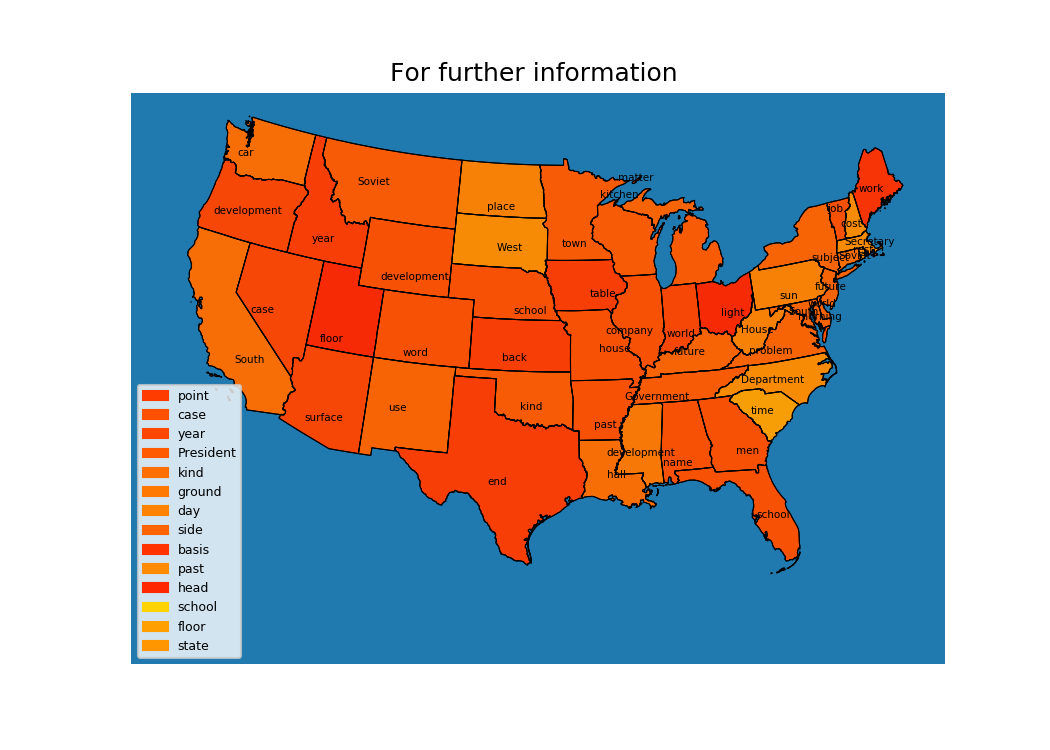 For further information
car
Soviet
place
matter
kitchen
work
development
year
West
town
job
cost
Secretary
subject
development
case
school
table
sun
future
light
world
morning
floor
word
back
company
house
world
future
House
problem
South
surface
use
kind
Government
Department
time
past
development
hall
name
men
end
school
point
case
year
President
kind
ground
day
side
basis
past
head
school
floor
state